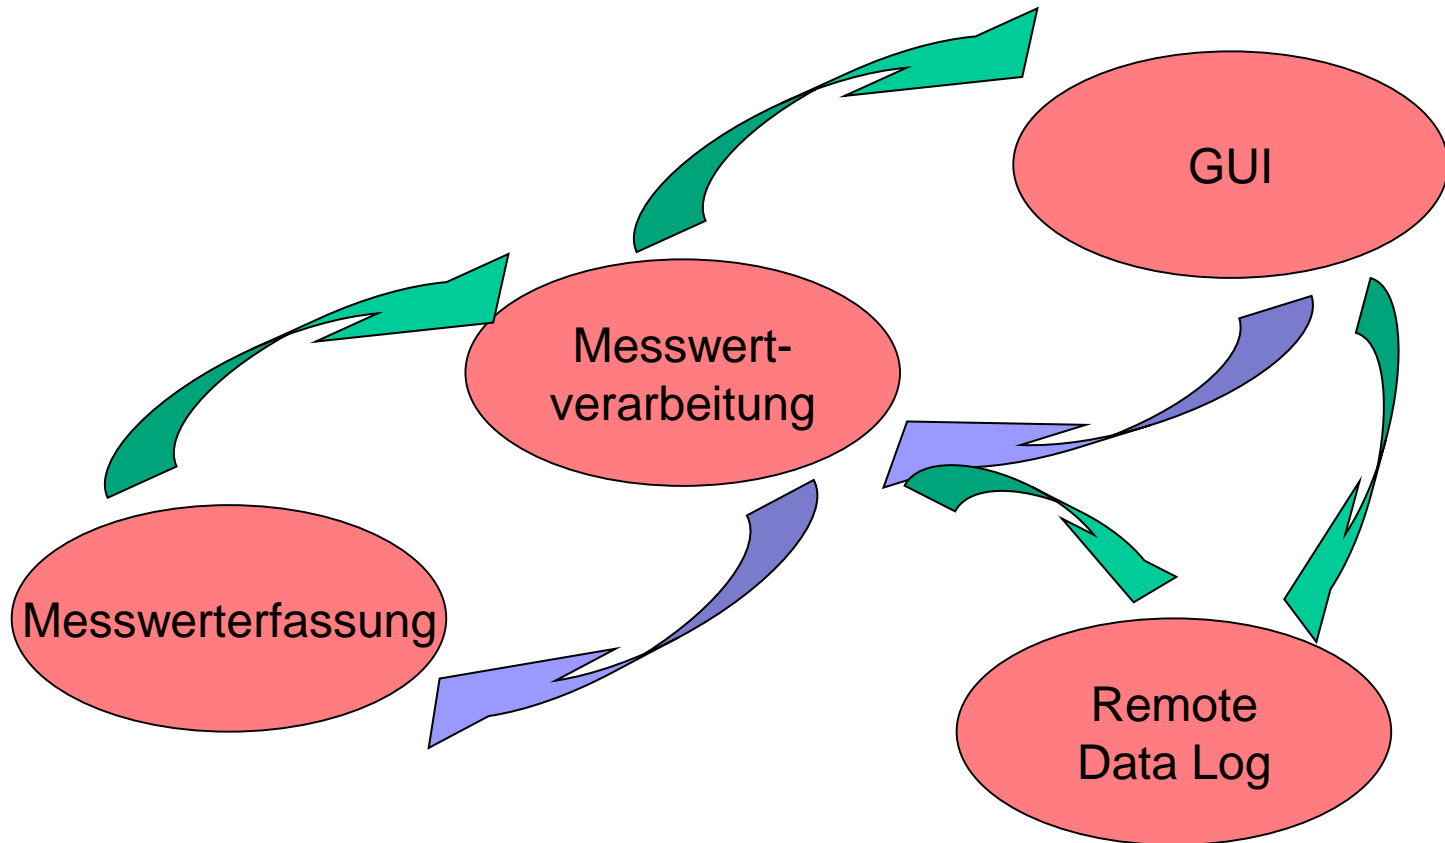 GUI
Messwert-
verarbeitung
Messwerterfassung
Remote
Data Log